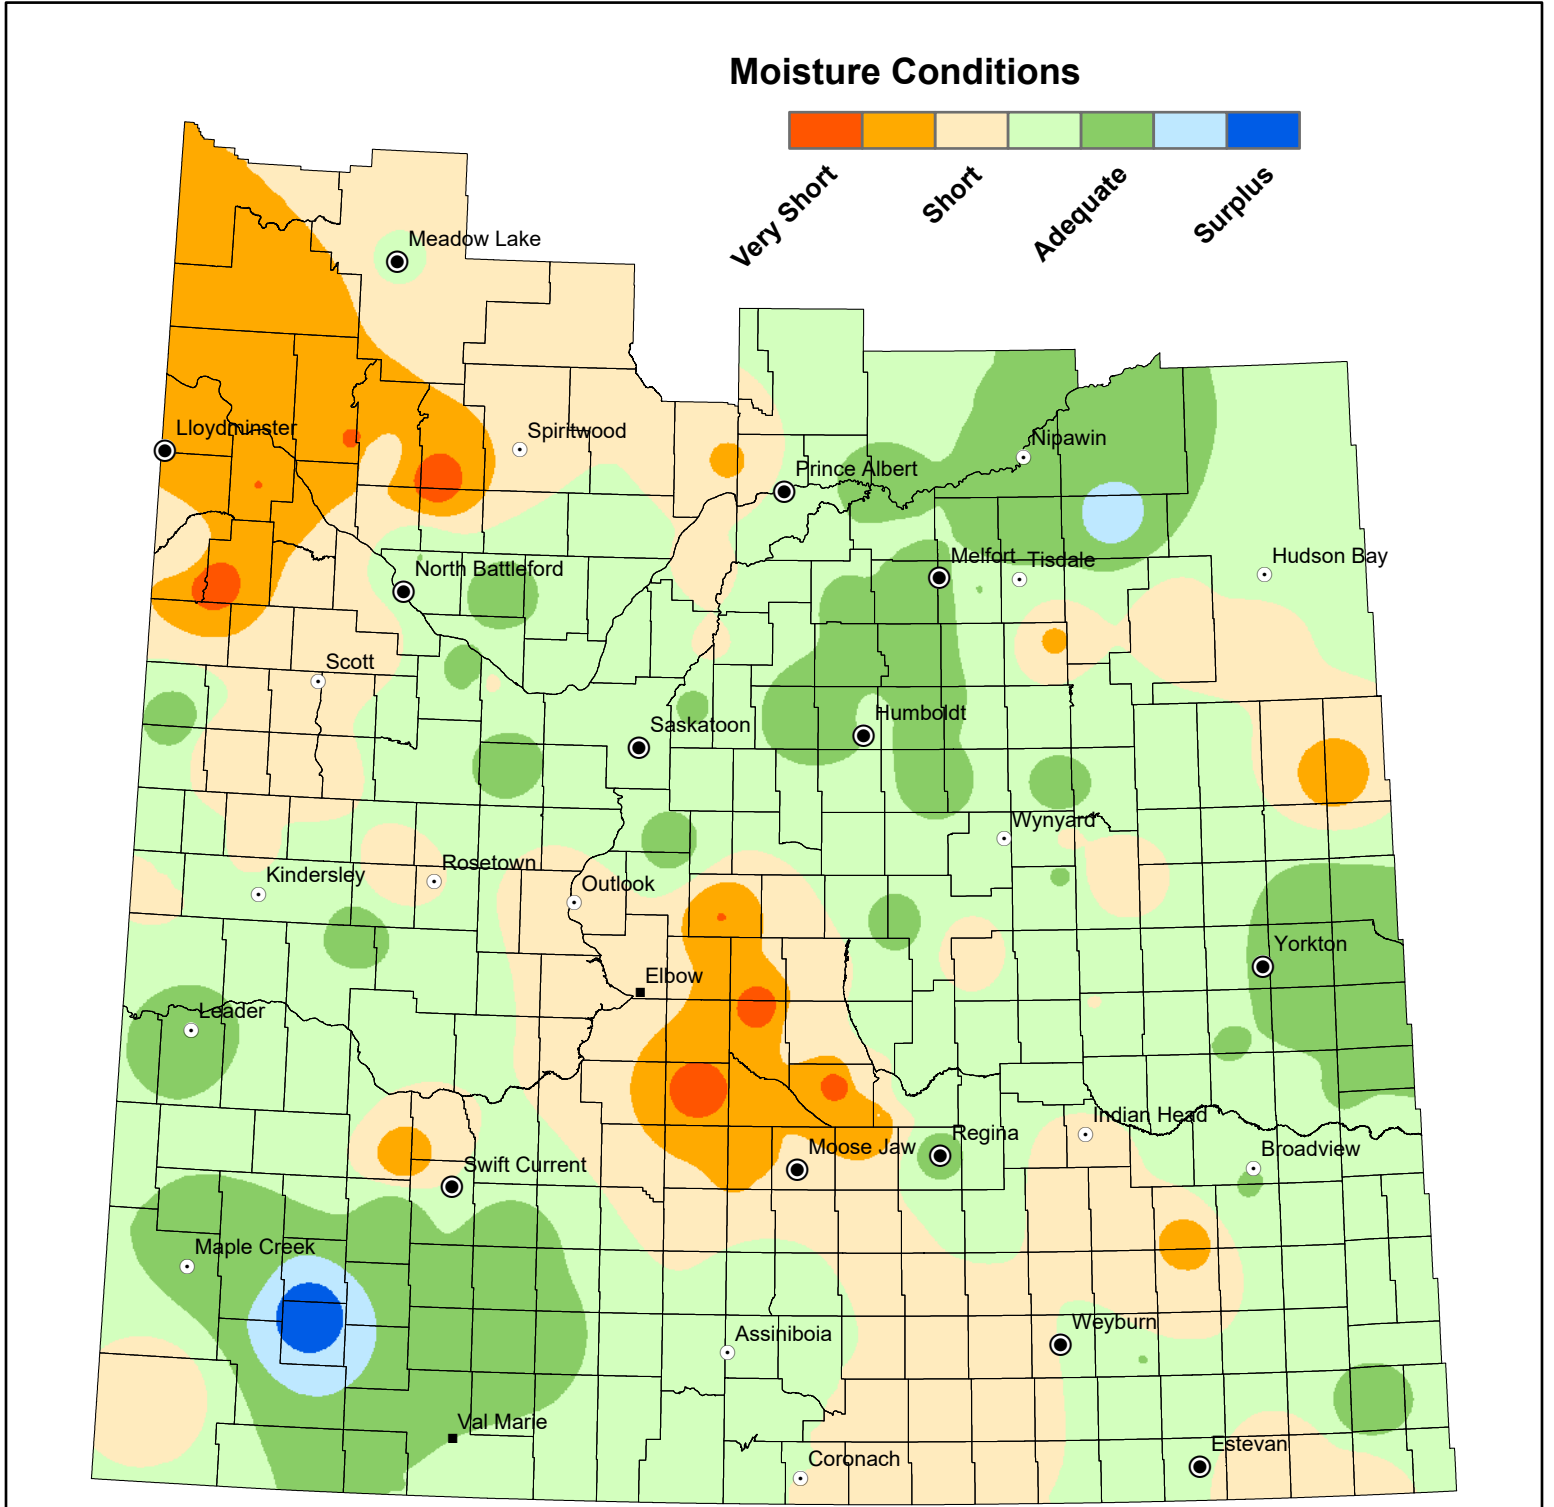 Moisture Conditions
Very Short
Short
Adequate
Surplus
Meadow Lake
Lloydminster
Spiritwood
Nipawin
Prince Albert
Melfort
Tisdale
Hudson Bay
North Battleford
Scott
Humboldt
Saskatoon
Wynyard
Rosetown
Kindersley
Outlook
Yorkton
Elbow
Leader
Indian Head
Regina
Moose Jaw
Broadview
Swift Current
Maple Creek
Weyburn
Assiniboia
Val Marie
Estevan
Coronach